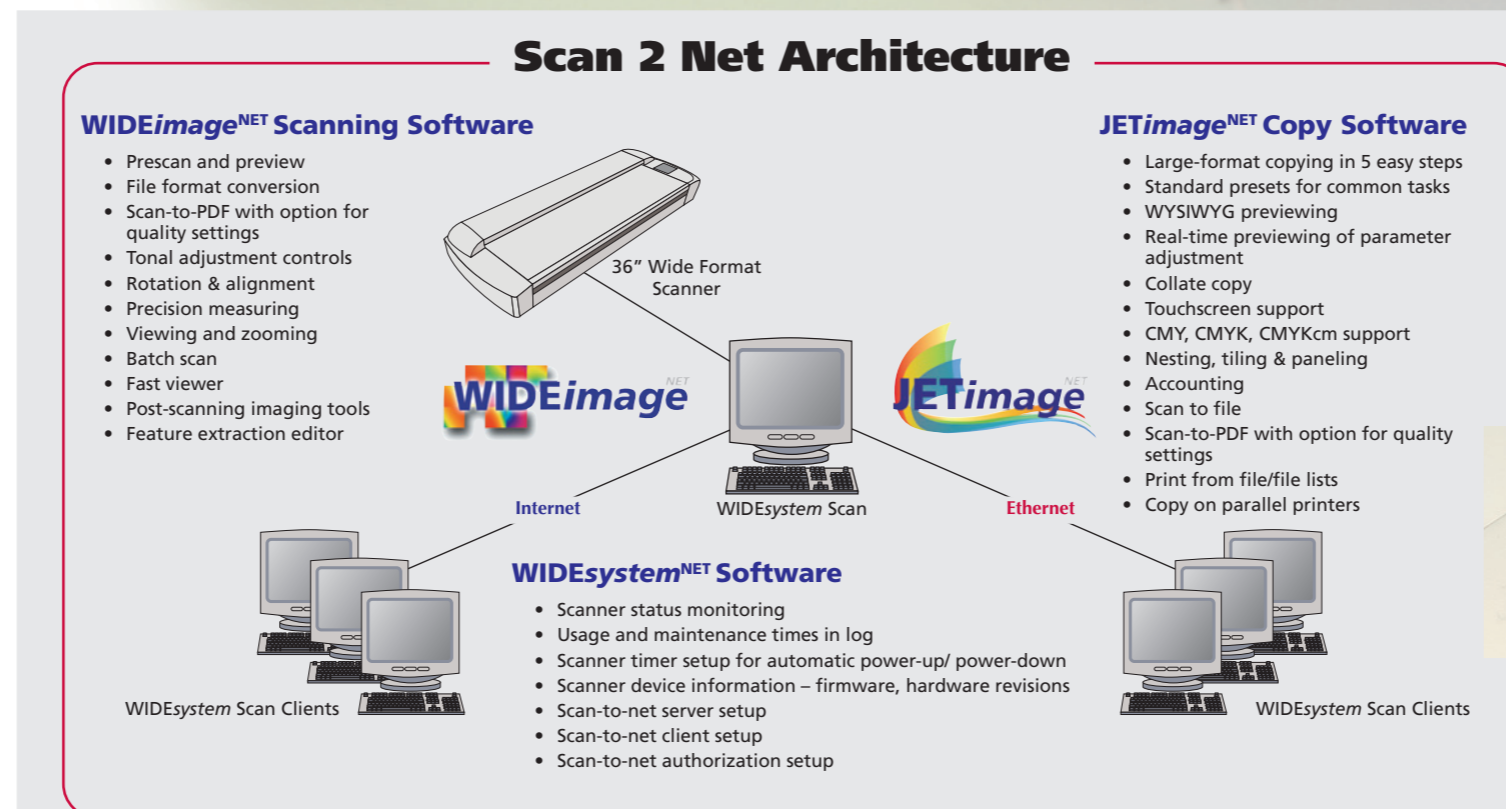 Scan 2 Net Architecture
WIDEimageNET Scanning Software
• Prescan and preview
• File format conversion
• Scan-to-PDF with option for
quality settings
• Tonal adjustment controls
• Rotation & alignment
• Precision measuring
• Viewing and zooming
• Batch scan
• Fast viewer
• Post-scanning imaging tools
• Feature extraction editor
36” Wide Format
Scanner
JETimageNET Copy Software
• Large-format copying in 5 easy steps
• Standard presets for common tasks
• WYSIWYG previewing
• Real-time previewing of parameter
adjustment
• Collate copy
• Touchscreen support
• CMY, CMYK, CMYKcm support
• Nesting, tiling & paneling
• Accounting
• Scan to file
• Scan-to-PDF with option for quality
settings
• Print from file/file lists
• Copy on parallel printers
WIDEimage NET
JETimage NET
Internet
WIDEsystem Scan
Ethernet
WIDEsystemNET Software
• Scanner status monitoring
• Usage and maintenance times in log
• Scanner timer setup for automatic power-up/ power-down
• Scanner device information – firmware, hardware revisions
• Scan-to-net server setup
• Scan-to-net client setup
• Scan-to-net authorization setup
WIDEsystem Scan Clients
WIDEsystem Scan Clients